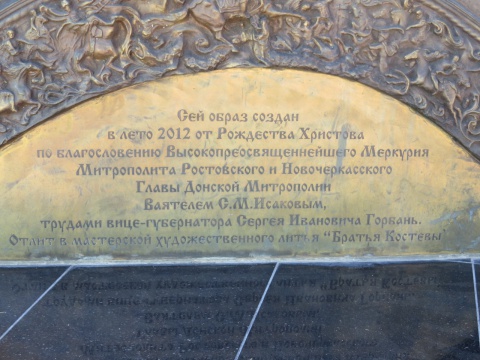 Сей образ создан
в лето 2012 от Рождества Христова
по благословению Высокопреосвященнейшего Меркурия
Митрополита Ростовского и Новочеркасского
Главы Донской Митрополии
Ваятелем С.М.Исаковым,
трудами вице-губернатора Сергея Ивановича Горбань.
Отлит в мастерской художественного литья "Братья Костевы"